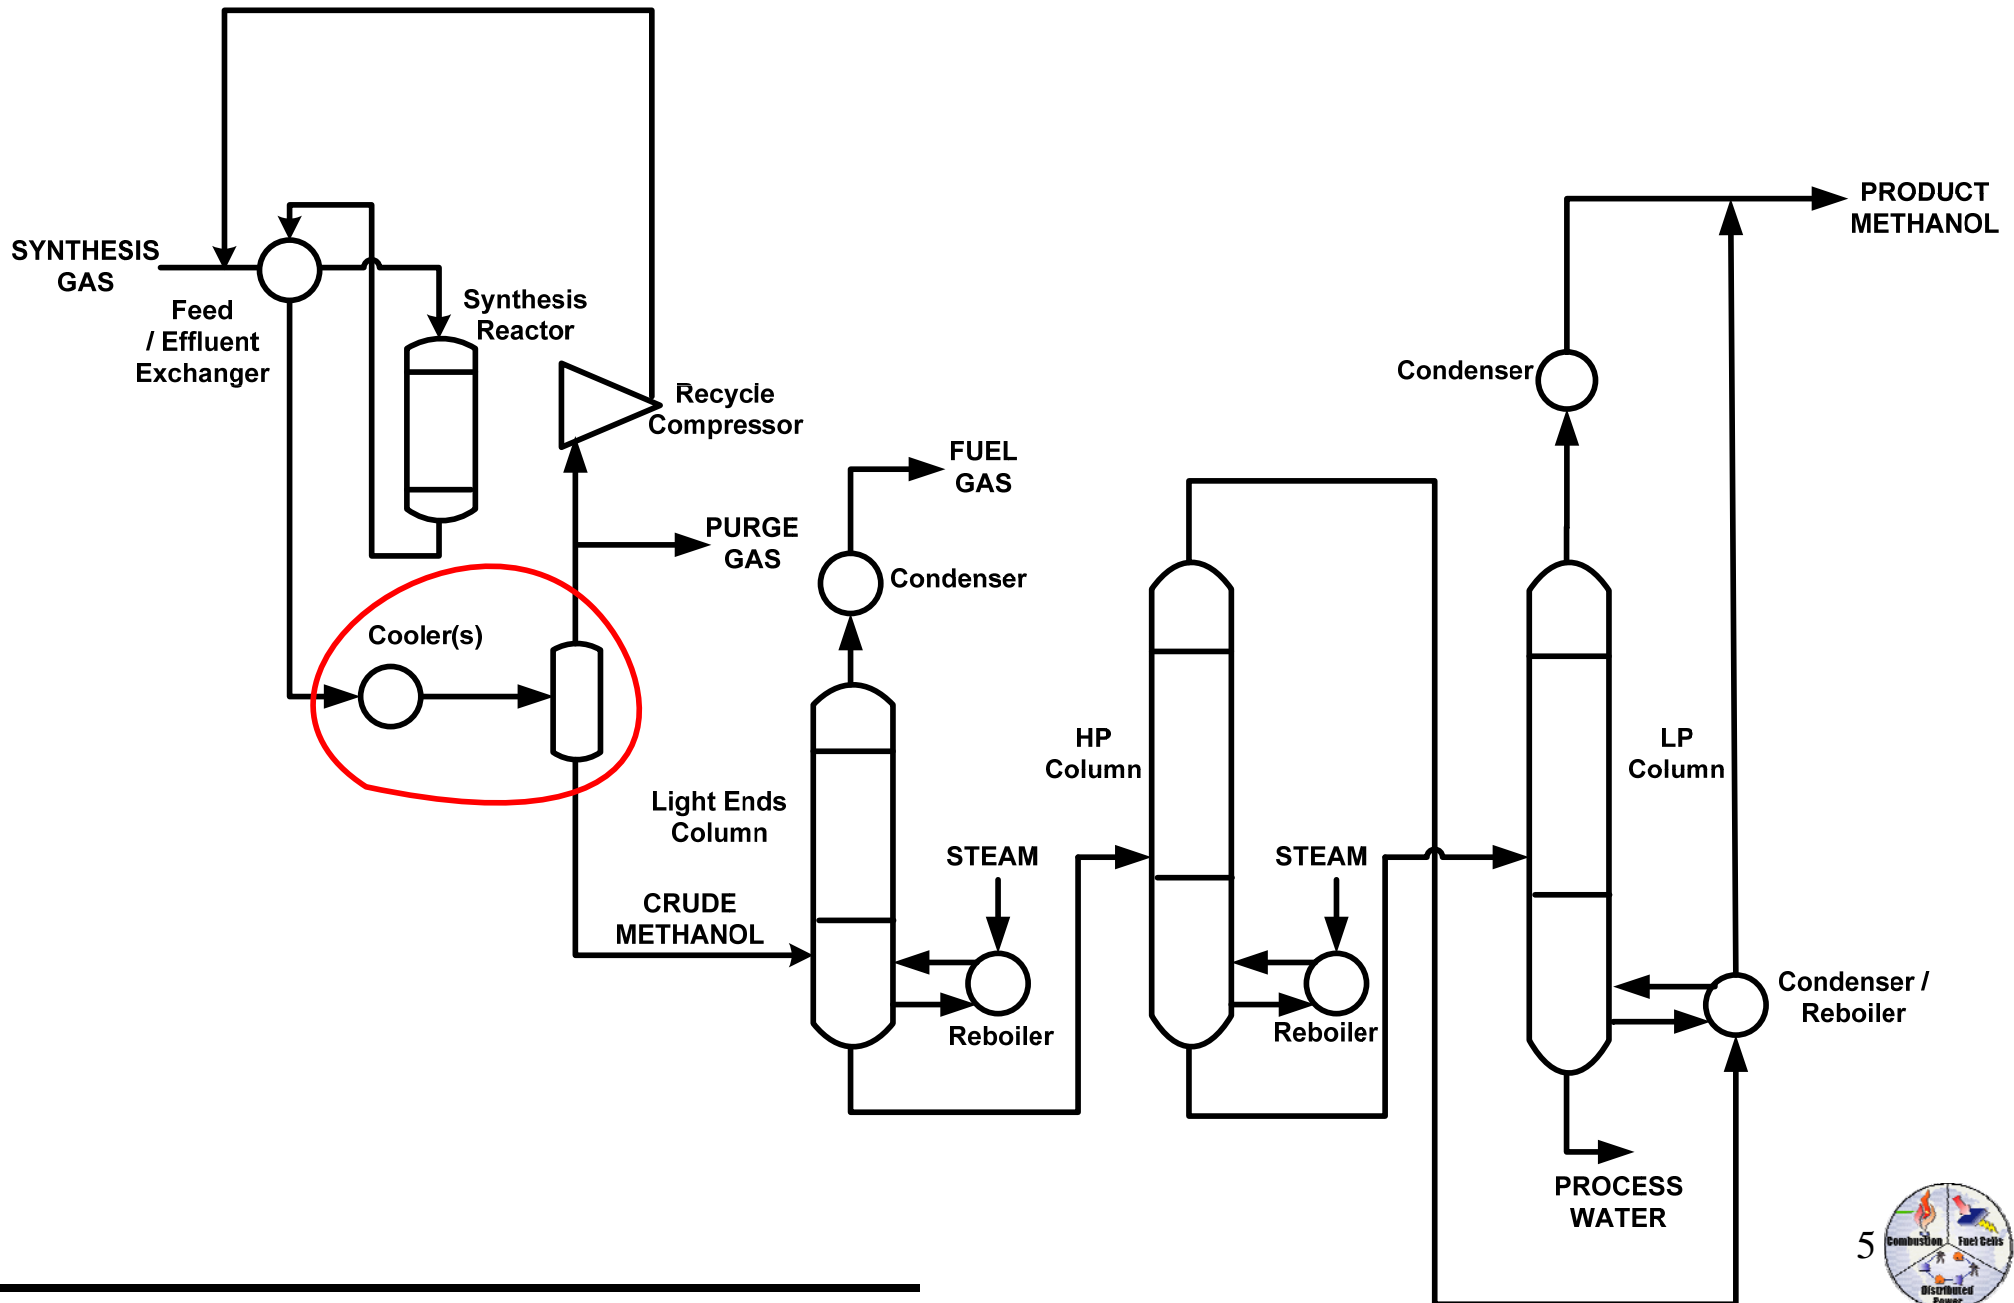 SYNTHESIS
GAS
Feed
/ Effluent
Exchanger
Synthesis
Reactor
Recycle
Compressor
PURGE
GAS
Cooler(s)
FUEL
GAS
Condenser
Light Ends
Column
CRUDE
METHANOL
STEAM
Reboiler
HP
Column
STEAM
Reboiler
Condenser
PRODUCT
METHANOL
LP
Column
Condenser /
Reboiler
PROCESS
WATER
5
Combustion
Fuel Cells
Distributed
Power